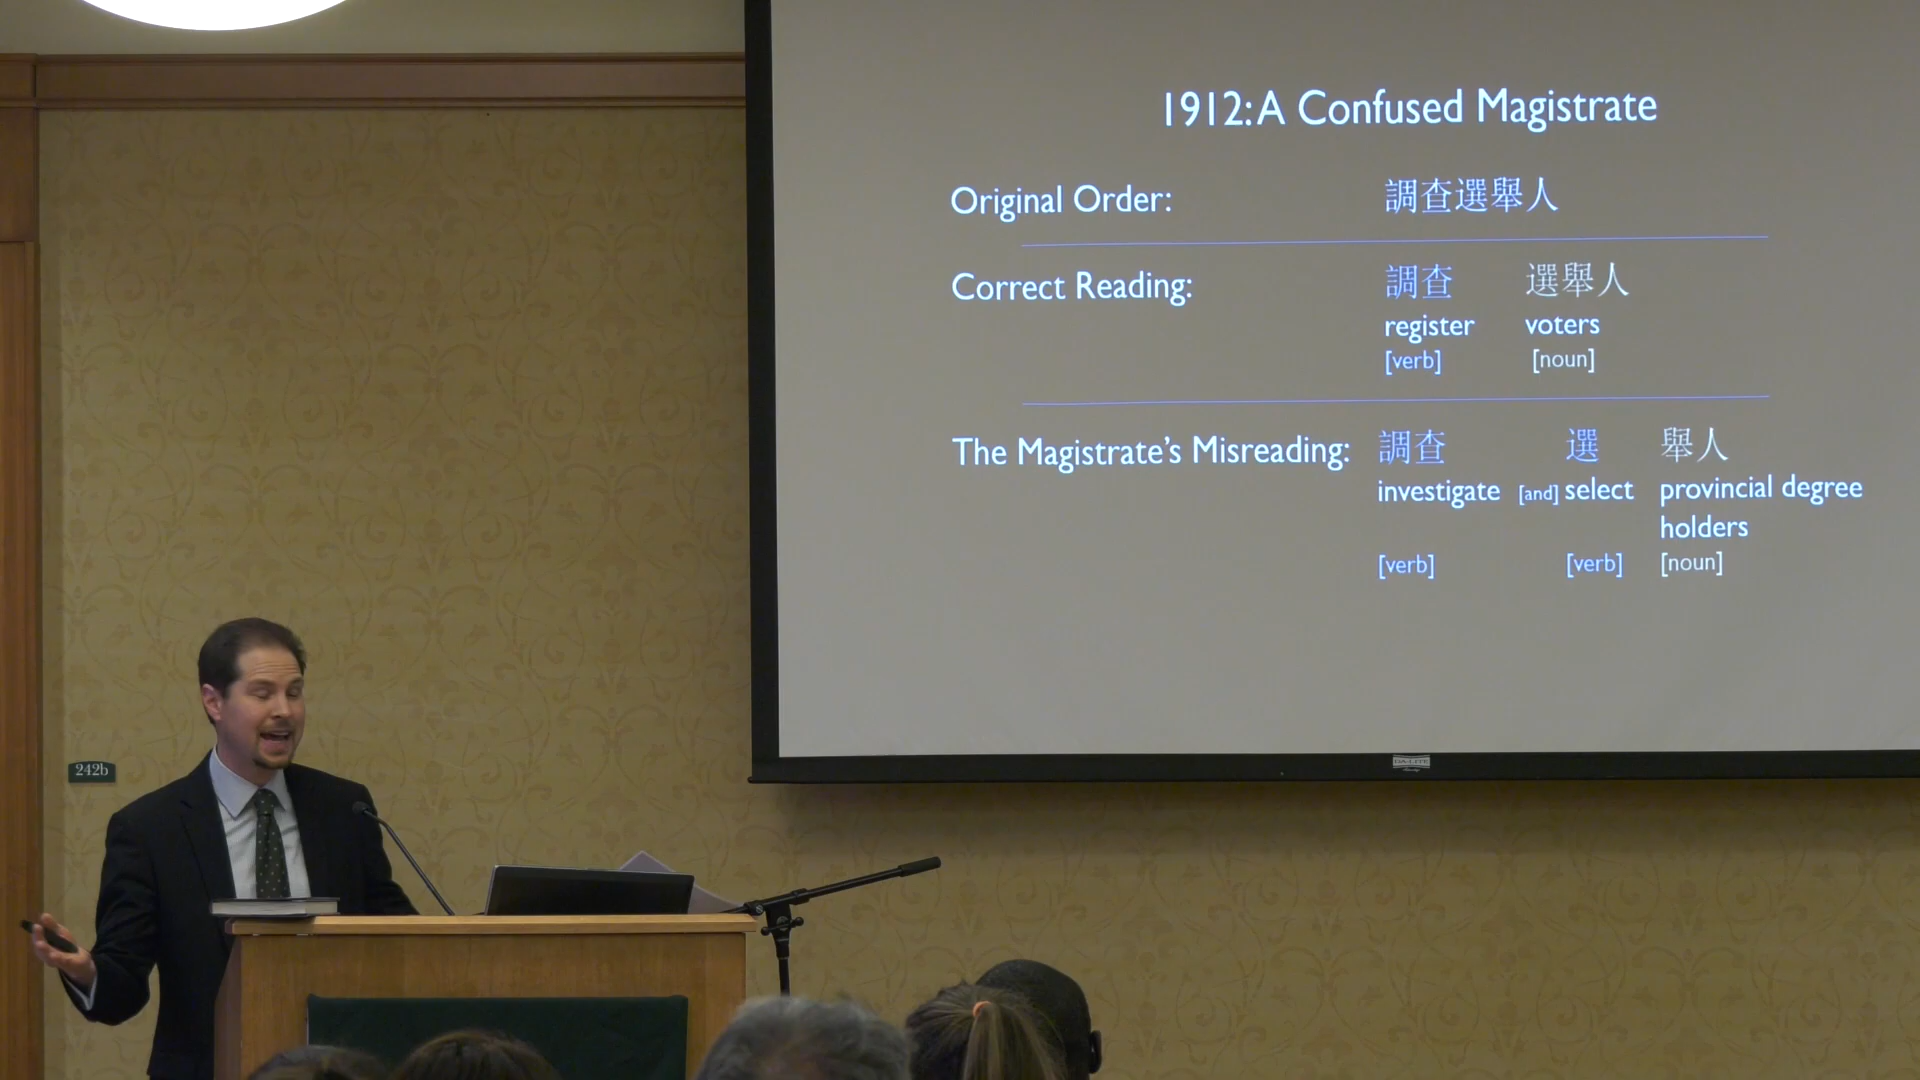 1912: A Confused Magistrate
Original Order: 調查選舉人
Correct Reading: 調查 選舉人
register voters
[verb] [noun]
The Magistrate's Misreading: 調查 選 舉人
investigate [and] select provincial degree
holders
[verb] [verb] [noun]
242b
DA-LITE